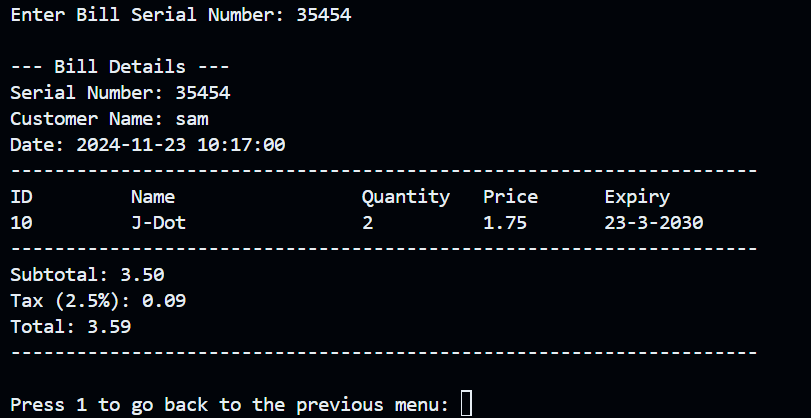 Enter Bill Serial Number: 35454
--- Bill Details ---
Serial Number: 35454
Customer Name: sam
Date: 2024-11-23 10:17:00
--------------------------------------------------------------------
ID Name Quantity Price Expiry
10 J-Dot 2 1.75 23-3-2030
--------------------------------------------------------------------
Subtotal: 3.50
Tax (2.5%): 0.09
Total: 3.59
--------------------------------------------------------------------
Press 1 to go back to the previous menu: